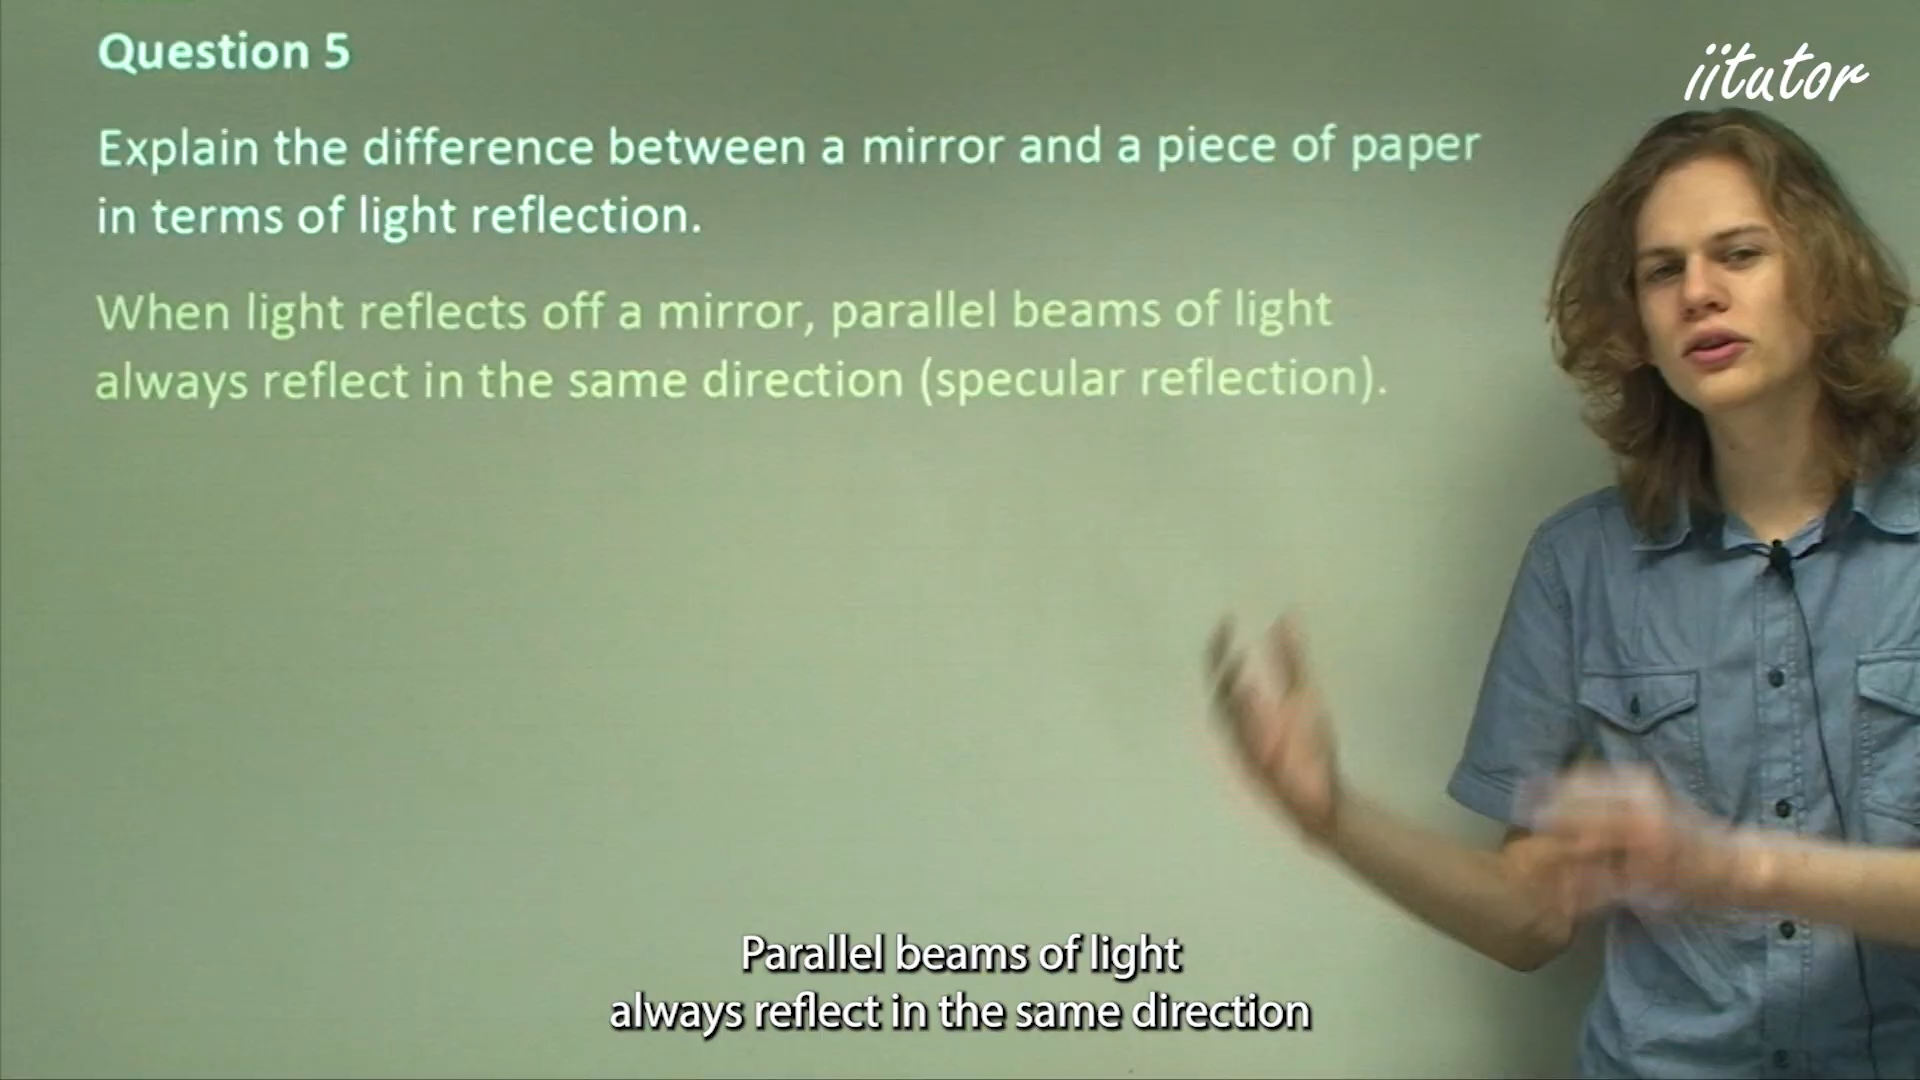 Question 5
iitutor
Explain the difference between a mirror and a piece of paper
in terms of light reflection.
When light reflects off a mirror, parallel beams of light
always reflect in the same direction (specular reflection).
Parallel beams of light
always reflect in the same direction